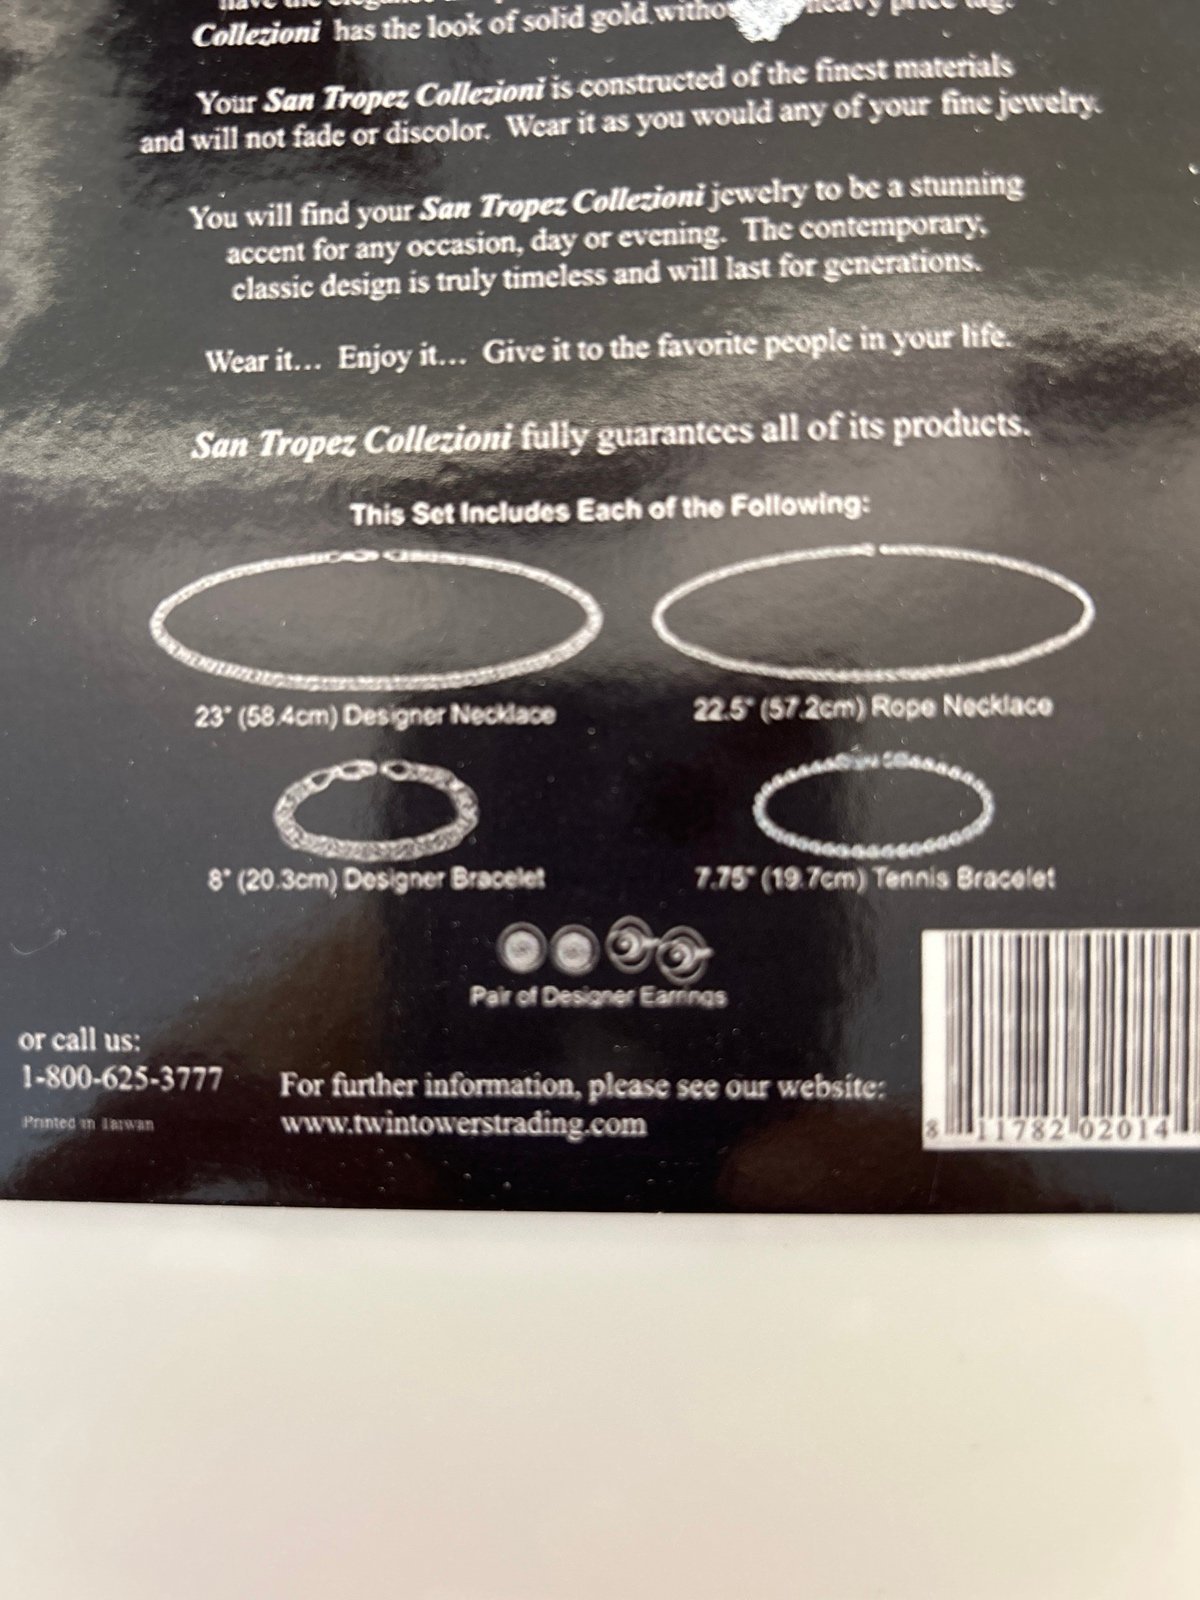 have the elegance
Collezioni has the look of solid gold without heavy price tag.
Your San Tropez Collezioni is constructed of the finest materials
and will not fade or discolor. Wear it as you would any of your fine jewelry.
You will find your San Tropez Collezioni jewelry to be a stunning
accent for any occasion, day or evening. The contemporary,
classic design is truly timeless and will last for generations.
Wear it... Enjoy it... Give it to the favorite people in your life.
San Tropez Collezioni fully guarantees all of its products.
This Set Includes Each of the Following:
23" (58.4cm) Designer Necklace
22.5" (57.2cm) Rope Necklace
8" (20.3cm) Designer Bracelet
7.75" (19.7cm) Tennis Bracelet
Pair of Designer Earrings
or call us:
1-800-625-3777
Printed in Taiwan
For further information, please see our website:
www.twintowerstrading.com
8 11782 02014